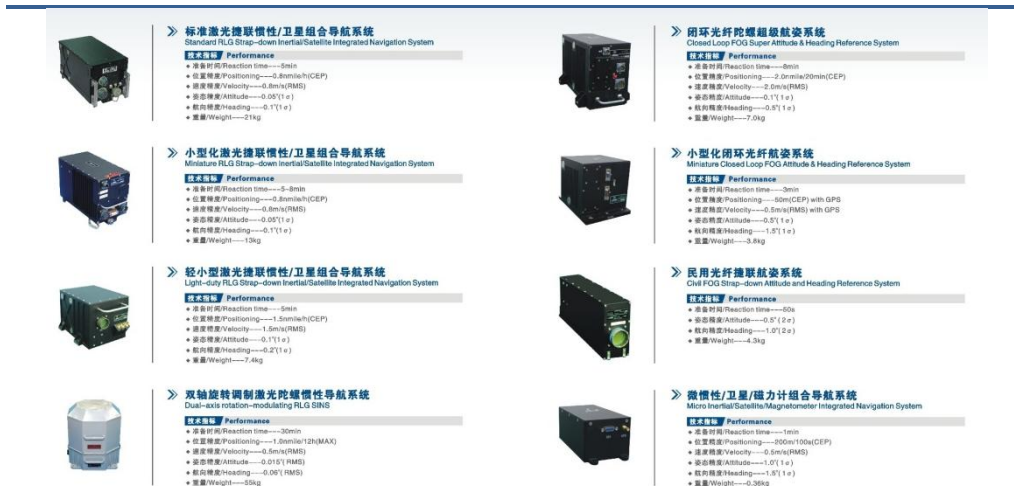 标准激光捷联惯性/卫星组合导航系统
Standard RLG Strap-down Inertial/Satellite Integrated Navigation System
技术指标 / Performance
◆ 准备时间/Reaction time---5min
◆ 位置精度/Positioning---0.8nmile/h(CEP)
◆ 速度精度/Velocity---0.8m/s(RMS)
◆ 姿态精度/Attitude---0.05°(1σ)
◆ 航向精度/Heading---0.1°(1σ)
◆ 重量/Weight---21kg
小型化激光捷联惯性/卫星组合导航系统
Miniature RLG Strap-down Inertial/Satellite Integrated Navigation System
技术指标 / Performance
◆ 准备时间/Reaction time---5-8min
◆ 位置精度/Positioning---0.8nmile/h(CEP)
◆ 速度精度/Velocity---0.8m/s(RMS)
◆ 姿态精度/Attitude---0.05°(1σ)
◆ 航向精度/Heading---0.1°(1σ)
◆ 重量/Weight---13kg
轻小型激光捷联惯性/卫星组合导航系统
Light-duty RLG Strap-down Inertial/Satellite Integrated Navigation System
技术指标 / Performance
◆ 准备时间/Reaction time---5min
◆ 位置精度/Positioning---1.5nmile/h(CEP)
◆ 速度精度/Velocity---1.5m/s(RMS)
◆ 姿态精度/Attitude---0.1°(1σ)
◆ 航向精度/Heading---0.2°(1σ)
◆ 重量/Weight---7.4kg
双轴旋转调制激光陀螺惯性导航系统
Dual-axis rotation-modulating RLG SINS
技术指标 / Performance
◆ 准备时间/Reaction time---30min
◆ 位置精度/Positioning---1.0nmile/12h(MAX)
◆ 速度精度/Velocity---0.5m/s(RMS)
◆ 姿态精度/Attitude---0.015°( RMS)
◆ 航向精度/Heading---0.06°( RMS)
◆ 重量/Weight---55kg
闭环光纤陀螺超级航姿系统
Closed Loop FOG Super Attitude & Heading Reference System
技术指标 / Performance
◆ 准备时间/Reaction time---8min
◆ 位置精度/Positioning---2.0nmile/20min(CEP)
◆ 速度精度/Velocity---2.0m/s(RMS)
◆ 姿态精度/Attitude---0.1°(1σ)
◆ 航向精度/Heading---0.5°(1σ)
◆ 重量/Weight---7.0kg
小型化闭环光纤航姿系统
Miniature Closed Loop FOG Attitude & Heading Reference System
技术指标 / Performance
◆ 准备时间/Reaction time---3min
◆ 位置精度/Positioning---50m(CEP) with GPS
◆ 速度精度/Velocity---0.5m/s(RMS) with GPS
◆ 姿态精度/Attitude---0.5°(1σ)
◆ 航向精度/Heading---1.5°(1σ)
◆ 重量/Weight---3.8kg
民用光纤捷联航姿系统
Civil FOG Strap-down Attitude and Heading Reference System
技术指标 / Performance
◆ 准备时间/Reaction time---60s
◆ 姿态精度/Attitude---0.5°(2σ)
◆ 航向精度/Heading---1.0°(2σ)
◆ 重量/Weight---4.3kg
微惯性/卫星/磁力计组合导航系统
Micro Inertial/Satellite/Magnetometer Integrated Navigation System
技术指标 / Performance
◆ 准备时间/Reaction time---1min
◆ 位置精度/Positioning---200m/100s(CEP)
◆ 速度精度/Velocity---0.5m/s(RMS)
◆ 姿态精度/Attitude---1.0°(1σ)
◆ 航向精度/Heading---1.5°(1σ)
◆ 重量/Weight---0.36kg